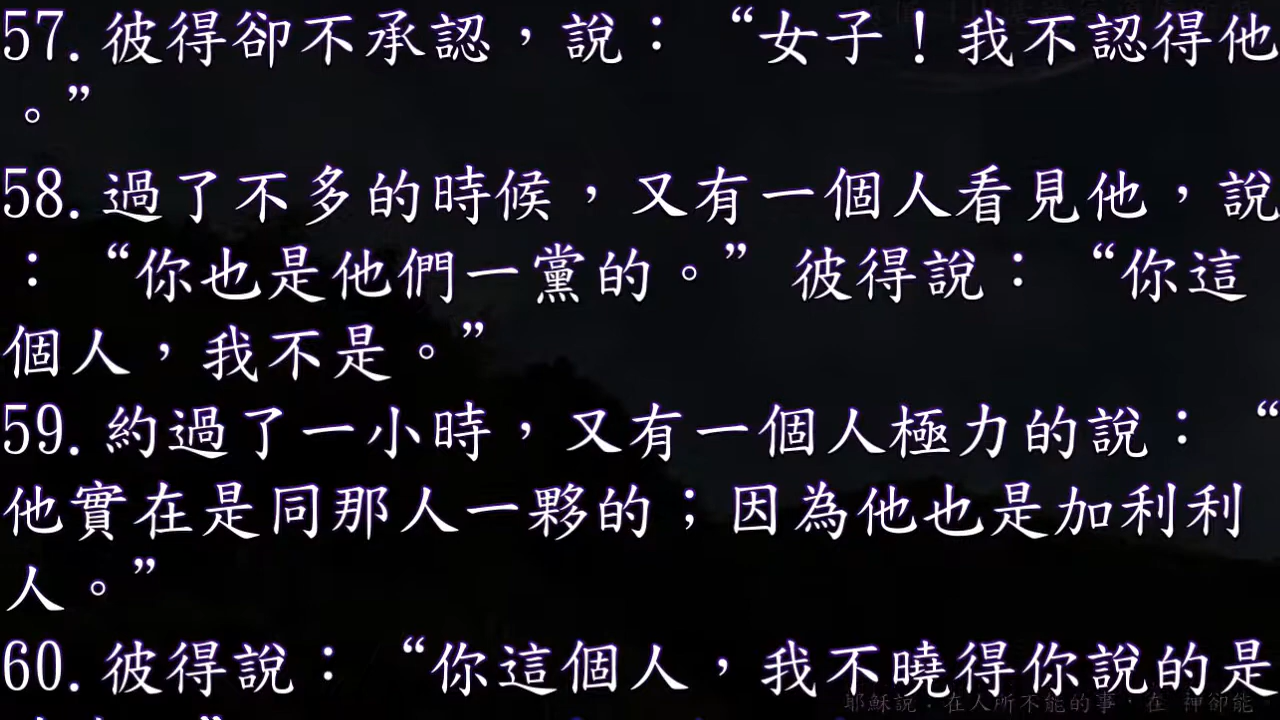 57.彼得卻不承認，說：“女子！我不認得他
。”
58.過了不多的時候，又有一個人看見他，說
：“你也是他們一黨的。”彼得說：“你這
個人，我不是。”
59.約過了一小時，又有一個人極力的說：“
他實在是同那人一夥的；因為他也是加利利
人。”
60.彼得說：“你這個人，我不曉得你說的是
耶穌說：在人所不能的事，在 神卻能